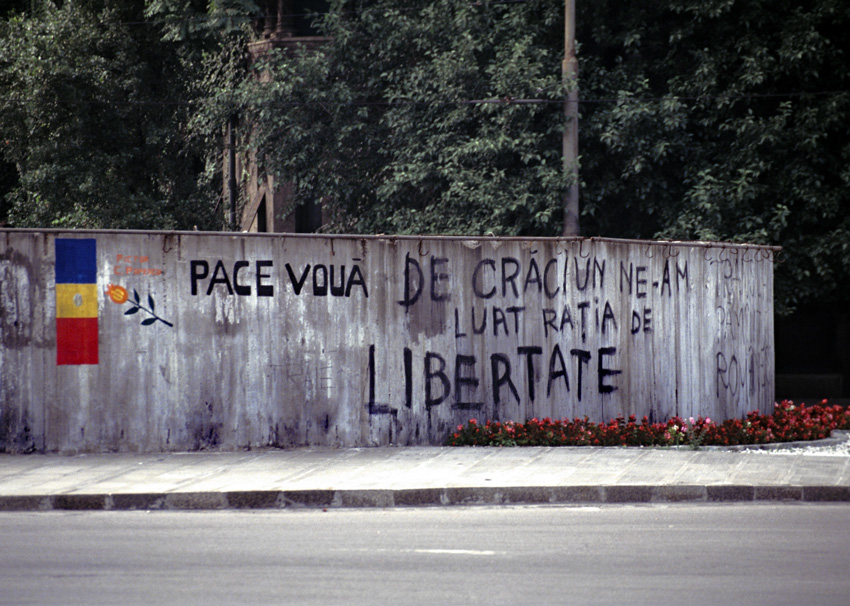 PACE VOUĂ
DE CRĂCIUN NE-AM
LUAT RAȚIA DE
LIBERTATE